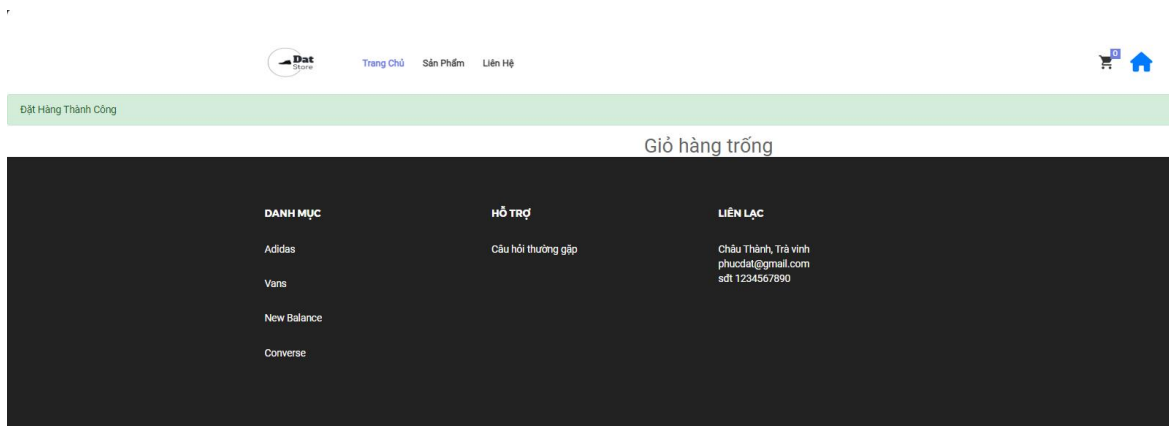 Dat
Store
Trang Chủ Sản Phẩm Liên Hệ
0
Đặt Hàng Thành Công
Giỏ hàng trống
DANH MỤC
Adidas
Vans
New Balance
Converse
HỖ TRỢ
Câu hỏi thường gặp
LIÊN LẠC
Châu Thành, Trà vinh
phucdat@gmail.com
sđt 1234567890